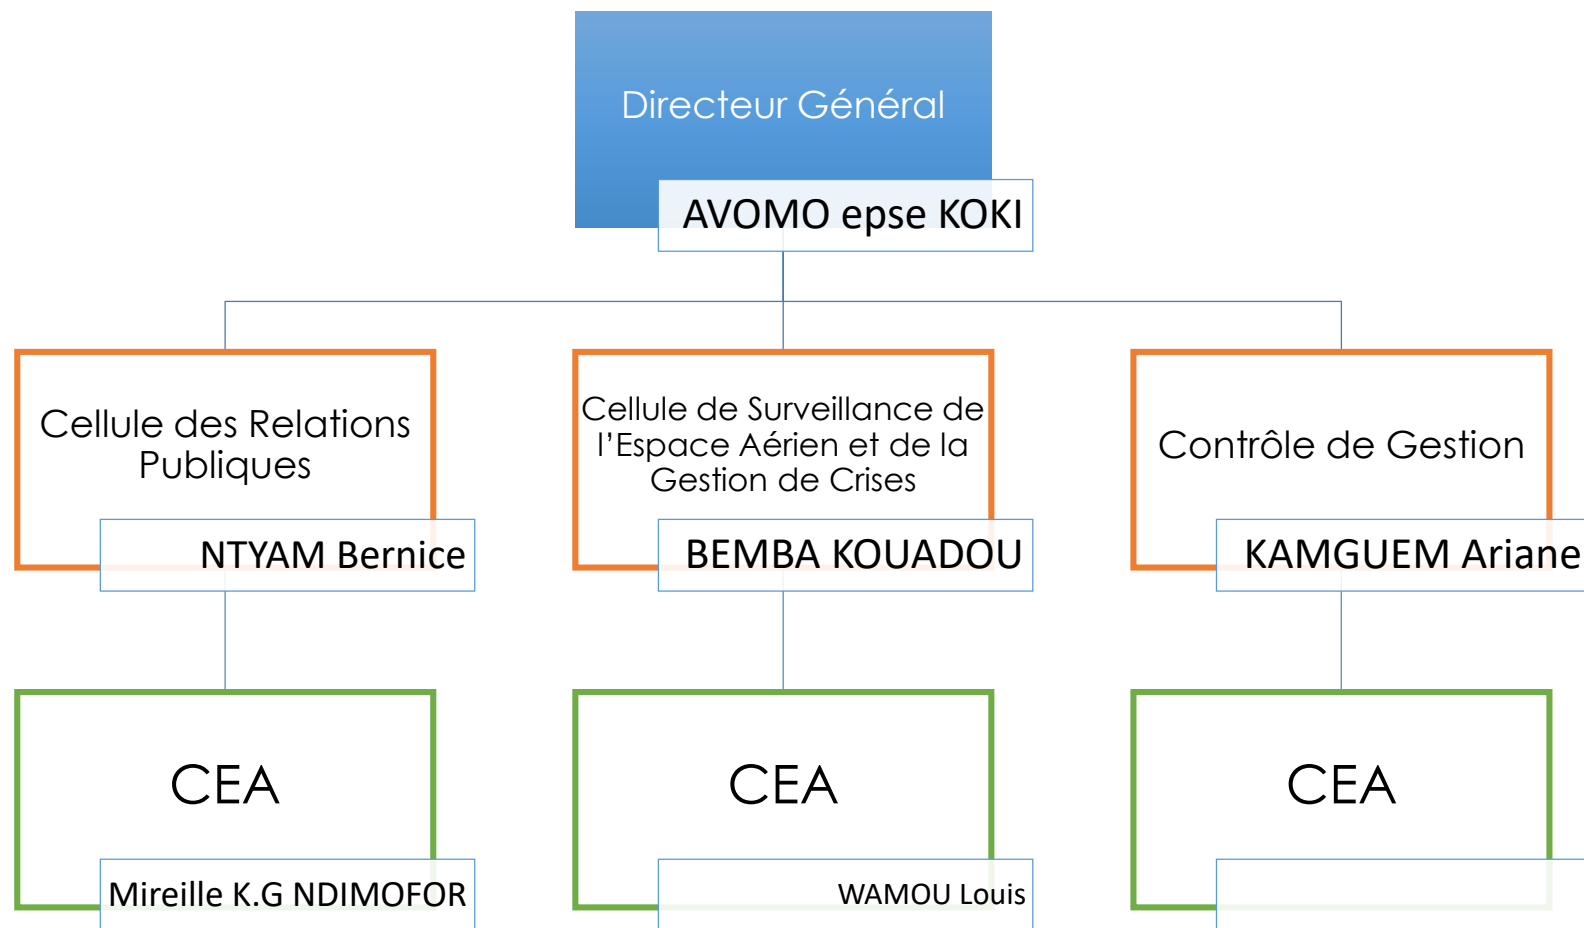 Directeur Général
AVOMO epse KOKI
Cellule des Relations
Publiques
NTYAM Bernice
Cellule de Surveillance de
l’Espace Aérien et de la
Gestion de Crises
BEMBA KOUADOU
Contrôle de Gestion
KAMGUEM Ariane
CEA
Mireille K.G NDIMOFOR
CEA
WAMOU Louis
CEA